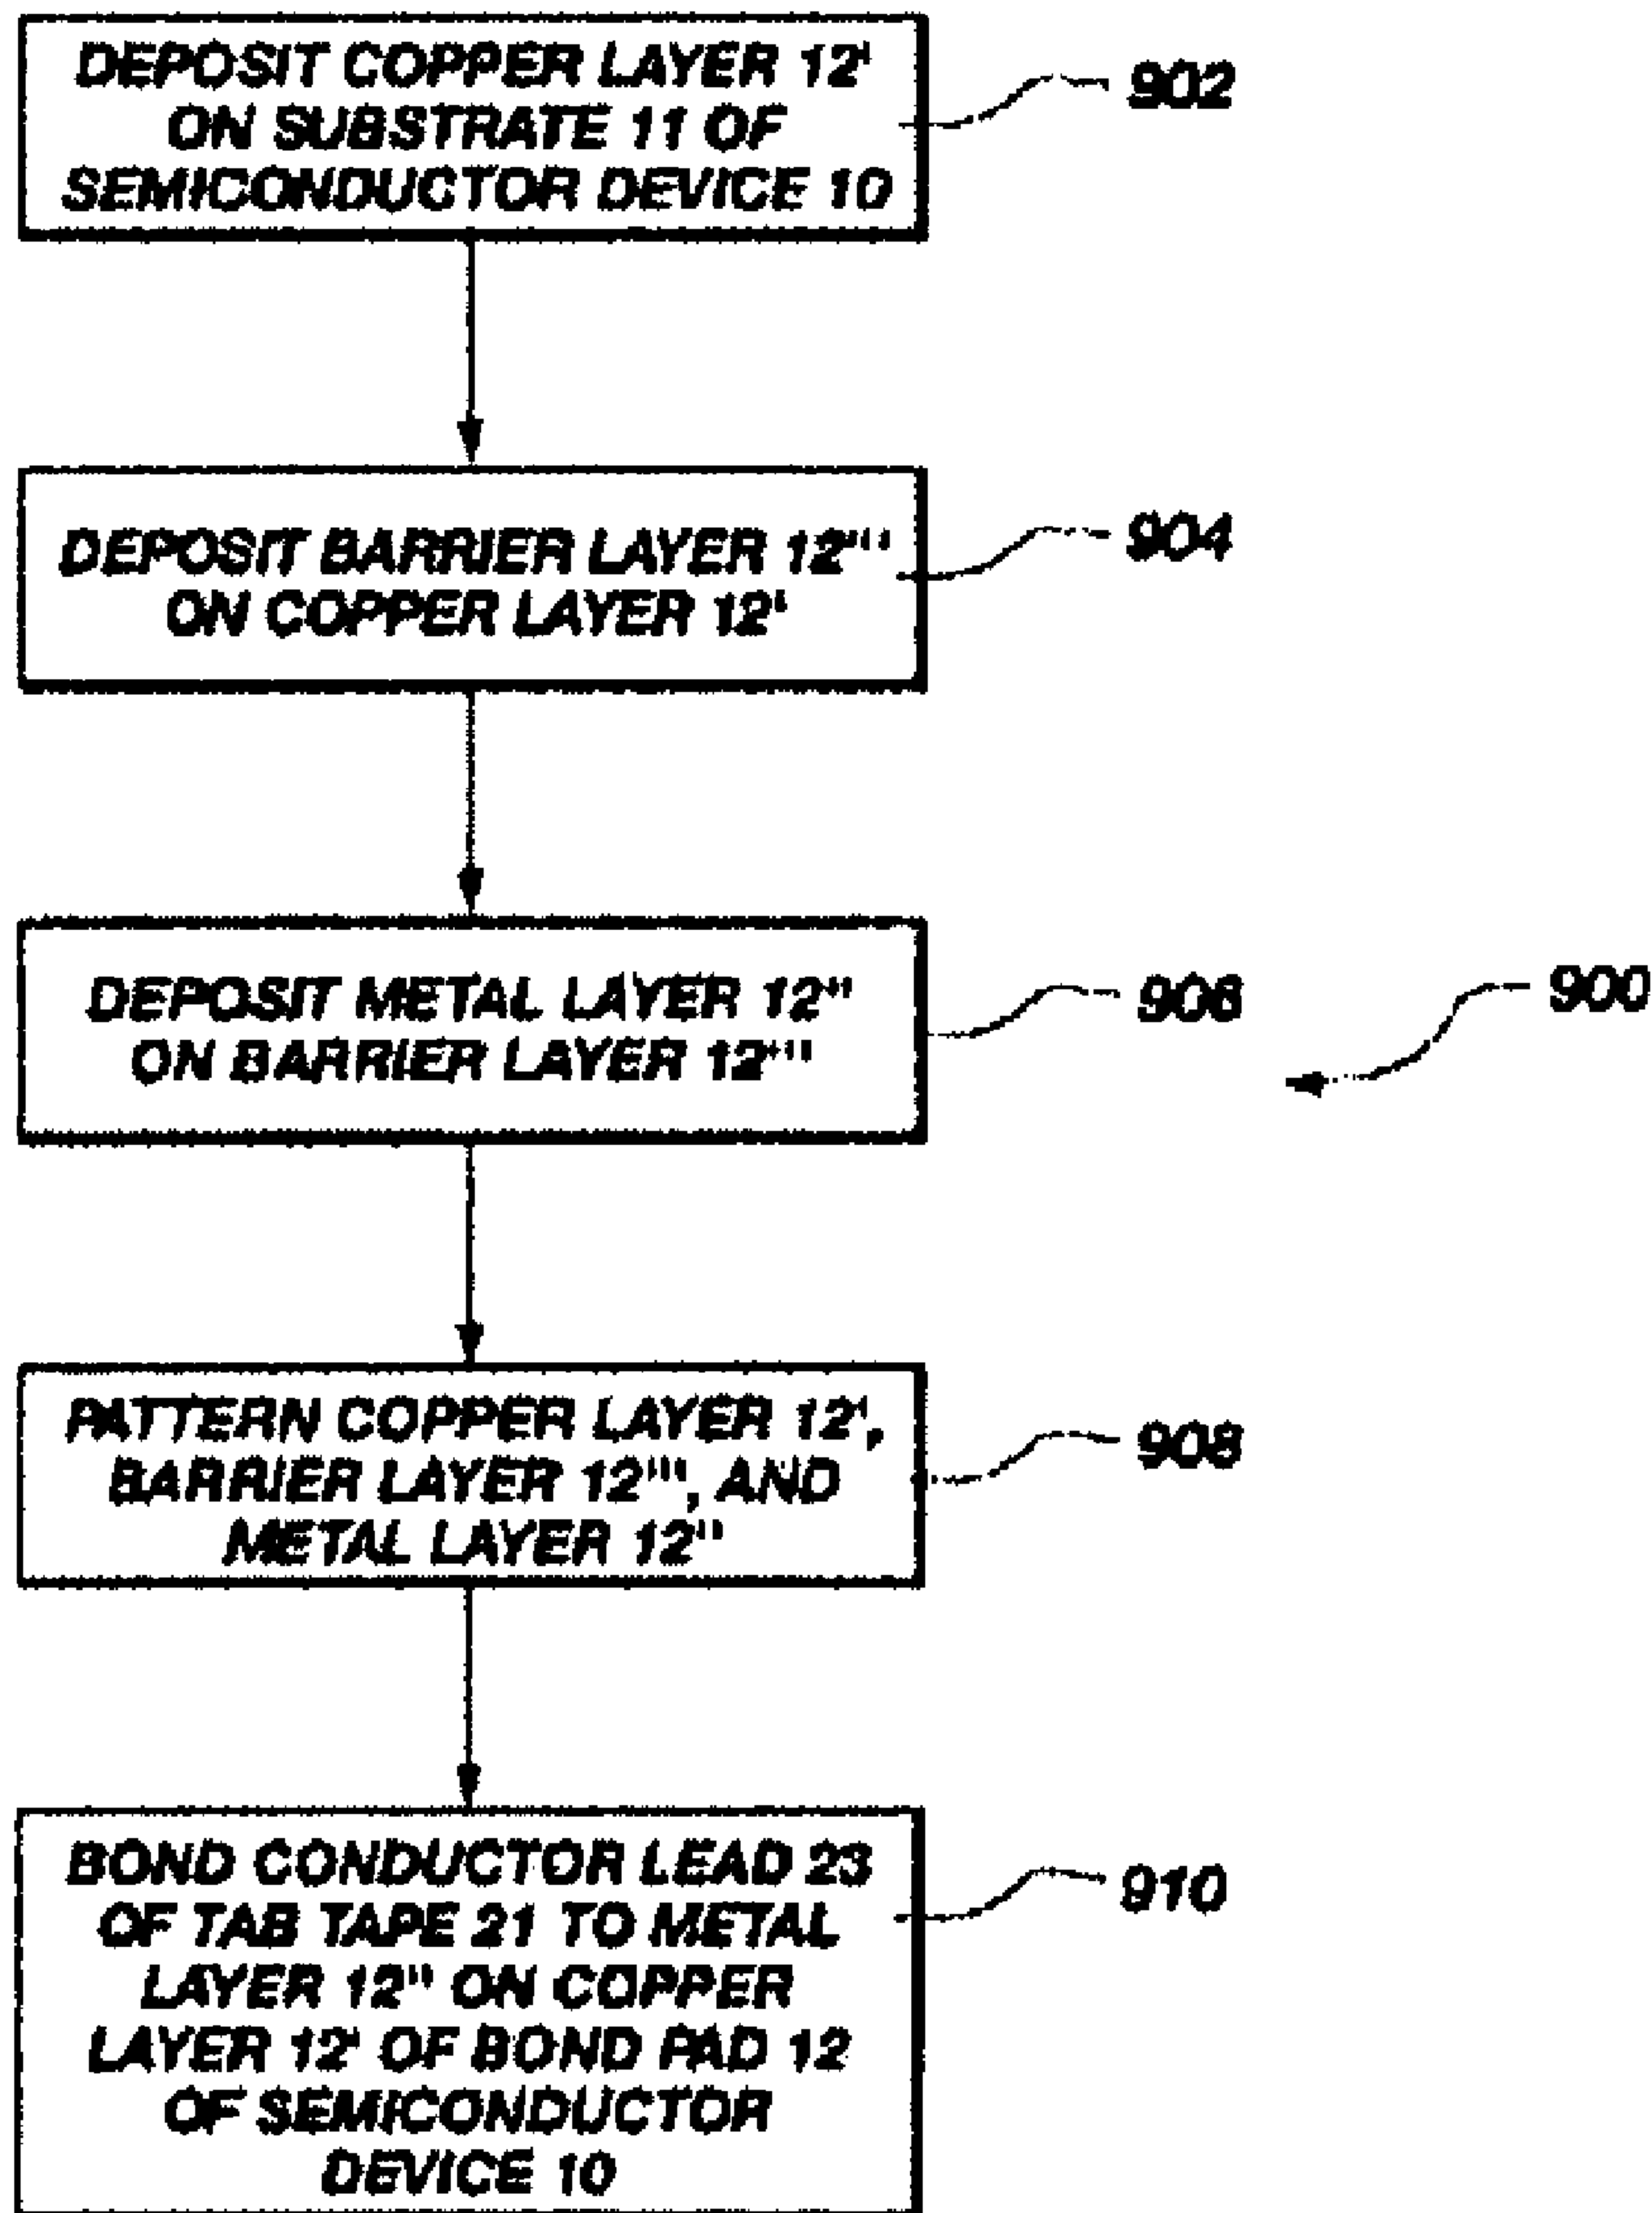 DEPOSIT COPPER LAYER 12'
ON SUBSTRATE 11 OF
SEMICONDUCTOR DEVICE 10
902
DEPOSIT BARRIER LAYER 12'''
ON COPPER LAYER 12'
904
DEPOSIT METAL LAYER 12"
ON BARRIER LAYER 12'''
906
900
PATTERN COPPER LAYER 12',
BARRIER LAYER 12''', AND
METAL LAYER 12"
908
BOND CONDUCTOR LEAD 23
OF TAB TAPE 21 TO METAL
LAYER 12" ON COPPER
LAYER 12' OF BOND PAD 12
OF SEMICONDUCTOR
DEVICE 10
910